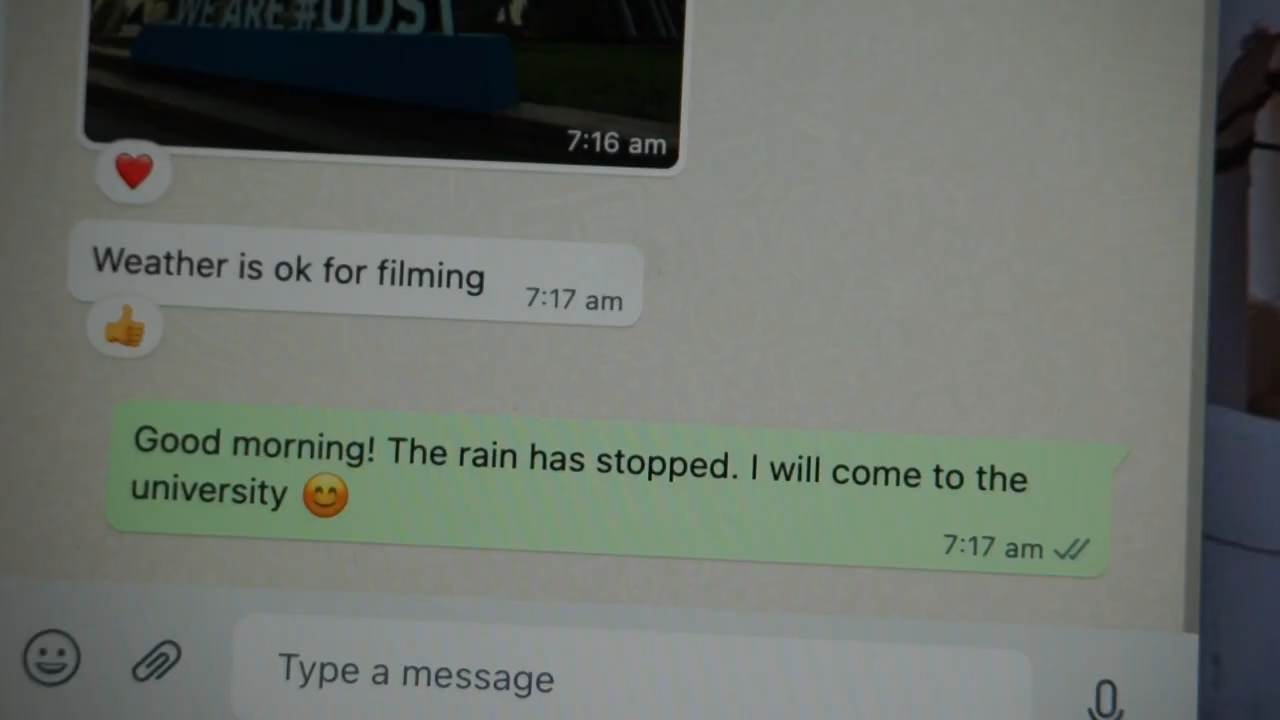 WE ARE #UDST
7:16 am
Weather is ok for filming
7:17 am
Good morning! The rain has stopped. I will come to the
university 😊
7:17 am
Type a message